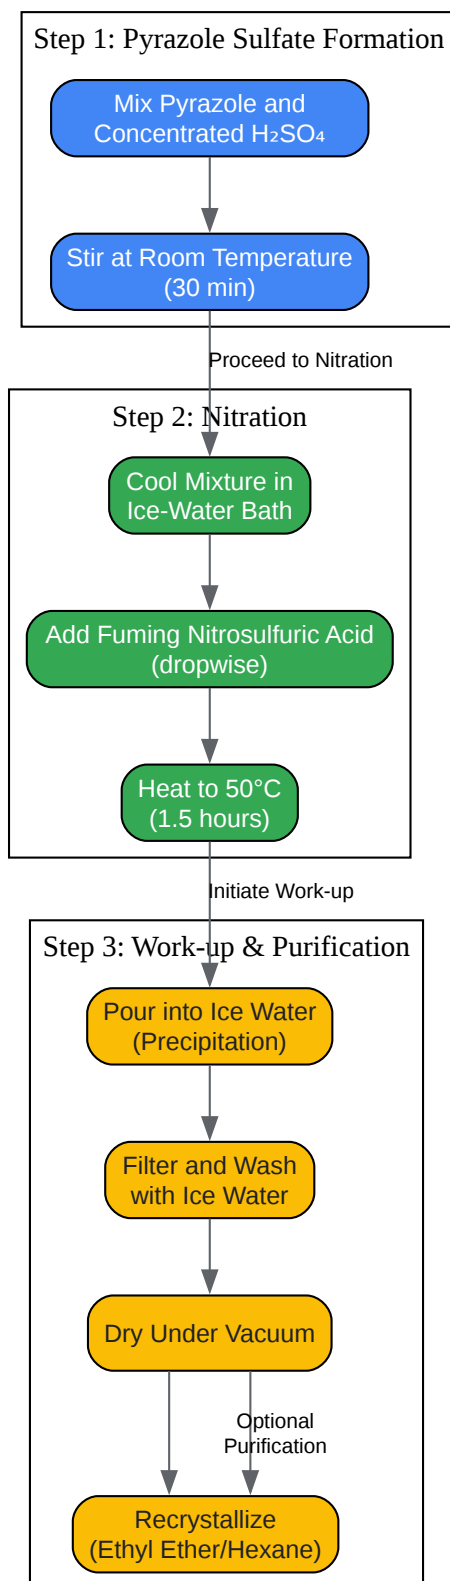 Step 1: Pyrazole Sulfate Formation
Mix Pyrazole and
Concentrated H₂SO₄
Stir at Room Temperature
(30 min)
Proceed to Nitration
Step 2: Nitration
Cool Mixture in
Ice-Water Bath
Add Fuming Nitrosulfuric Acid
(dropwise)
Heat to 50°C
(1.5 hours)
Initiate Work-up
Step 3: Work-up & Purification
Pour into Ice Water
(Precipitation)
Filter and Wash
with Ice Water
Dry Under Vacuum
Optional
Purification
Recrystallize
(Ethyl Ether/Hexane)